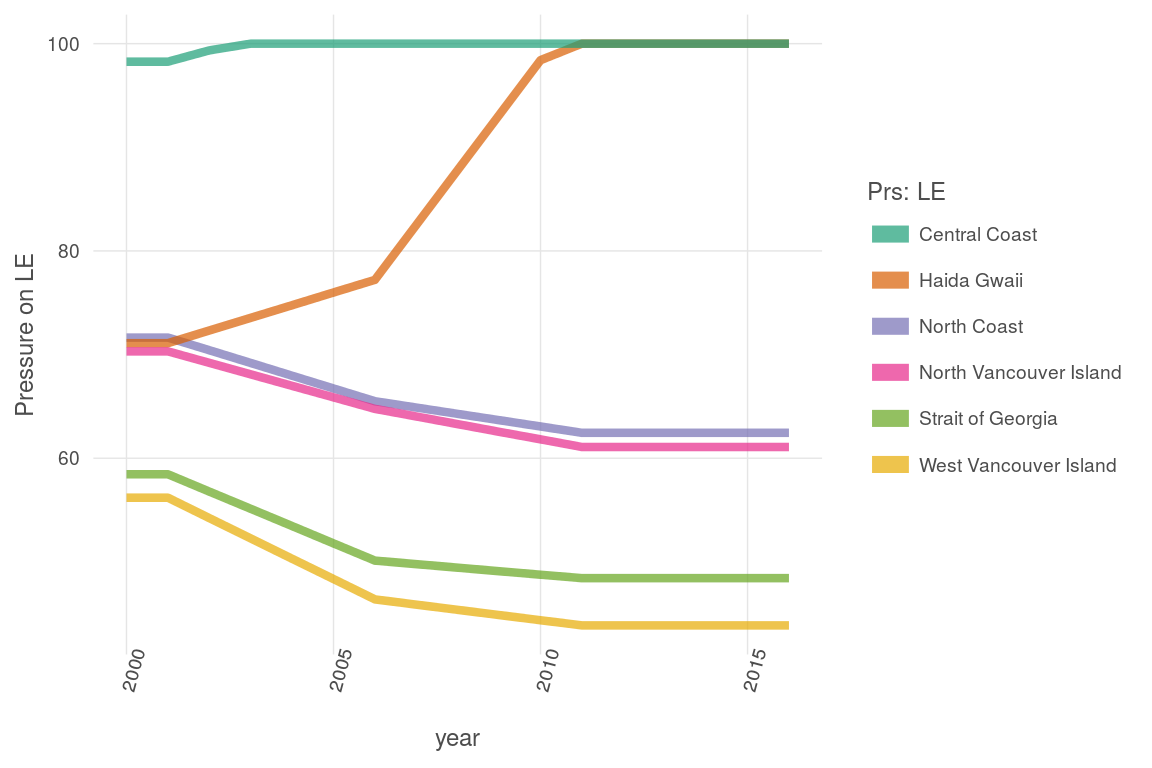 100
80
60
Pressure on LE
2000
2005
2010
2015
year
Prs: LE
Central Coast
Haida Gwaii
North Coast
North Vancouver Island
Strait of Georgia
West Vancouver Island